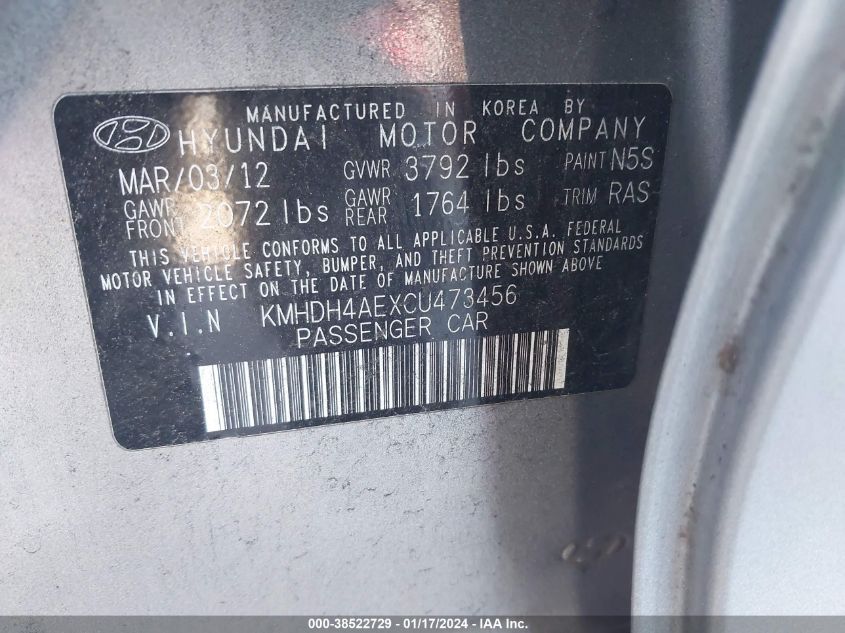 MANUFACTURED IN KOREA BY
HYUNDAI MOTOR COMPANY
MAR/03/12 GVWR 3792 lbs PAINT N5S
GAWR FRONT 2072 lbs GAWR REAR 1764 lbs TRIM RAS
THIS VEHICLE CONFORMS TO ALL APPLICABLE U.S.A. FEDERAL
MOTOR VEHICLE SAFETY, BUMPER, AND THEFT PREVENTION STANDARDS
IN EFFECT ON THE DATE OF MANUFACTURE SHOWN ABOVE
V.I.N KMHDH4AEXCU473456
PASSENGER CAR
000-38522729 - 01/17/2024 - IAA Inc.